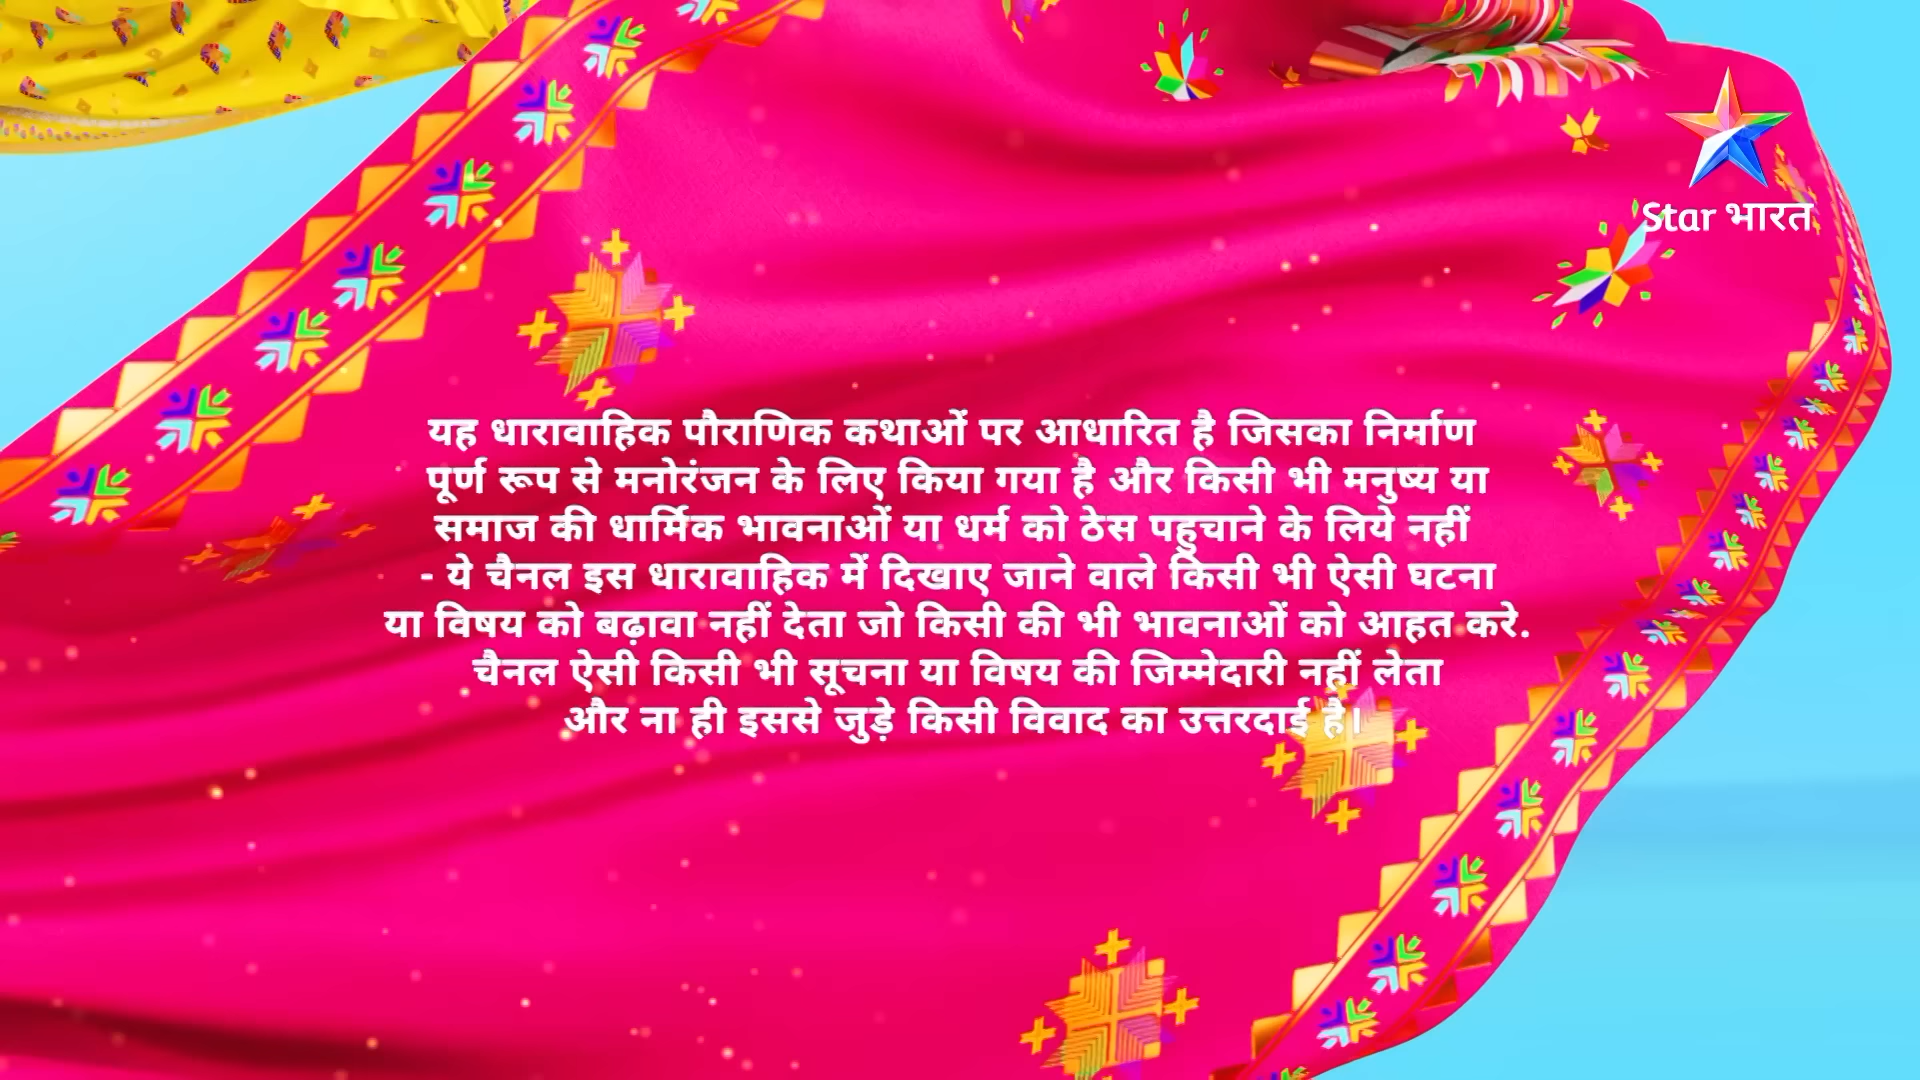 Star भारत
यह धारावाहिक पौराणिक कथाओं पर आधारित है जिसका निर्माण
पूर्ण रूप से मनोरंजन के लिए किया गया है और किसी भी मनुष्य या
समाज की धार्मिक भावनाओं या धर्म को ठेस पहुचाने के लिये नहीं
- ये चैनल इस धारावाहिक में दिखाए जाने वाले किसी भी ऐसी घटना
या विषय को बढ़ावा नहीं देता जो किसी की भी भावनाओं को आहत करे.
चैनल ऐसी किसी भी सूचना या विषय की जिम्मेदारी नहीं लेता
और ना ही इससे जुड़े किसी विवाद का उत्तरदाई है।